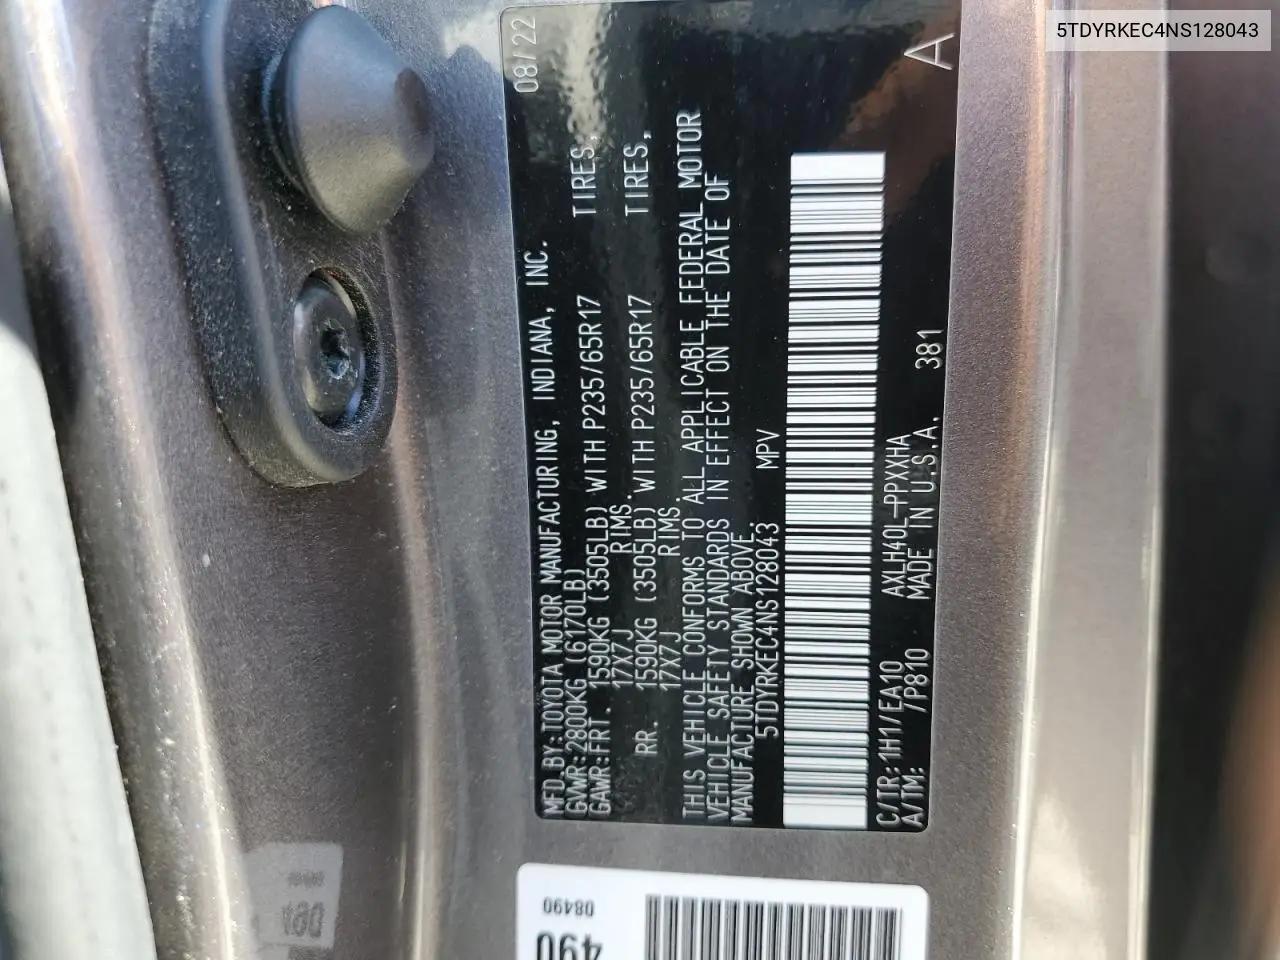 5TDYRKEC4NS128043
MFD.BY:TOYOTA MOTOR MANUFACTURING, INDIANA, INC. 08/22
GVWR:2800KG (6170LB)
GAWR:FRT. 1590KG (3505LB) WITH P235/65R17 TIRES,
17X7J RIMS.
RR. 1590KG (3505LB) WITH P235/65R17 TIRES,
17X7J RIMS.
THIS VEHICLE CONFORMS TO ALL APPLICABLE FEDERAL MOTOR
VEHICLE SAFETY STANDARDS IN EFFECT ON THE DATE OF
MANUFACTURE SHOWN ABOVE.
5TDYRKEC4NS128043 MPV
C/TR:1H1/EA10 AXLH40L-PPXXHA
A/TM: /P810 MADE IN U.S.A. 381 A
08490
490